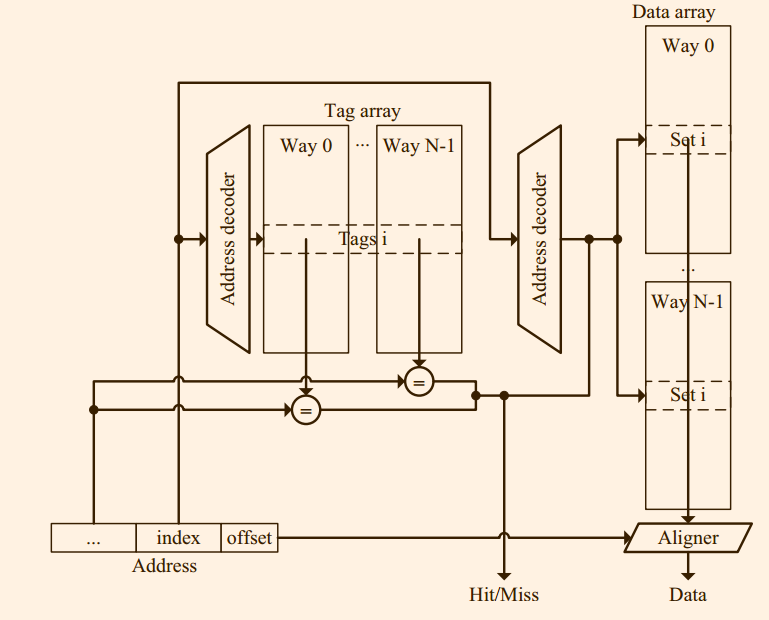 Data array
Way 0
Tag array
Way 0 ... Way N-1
Set i
Address decoder
Tags i
Address decoder
...
Way N-1
=
Set i
=
... index offset
Aligner
Address
Hit/Miss
Data